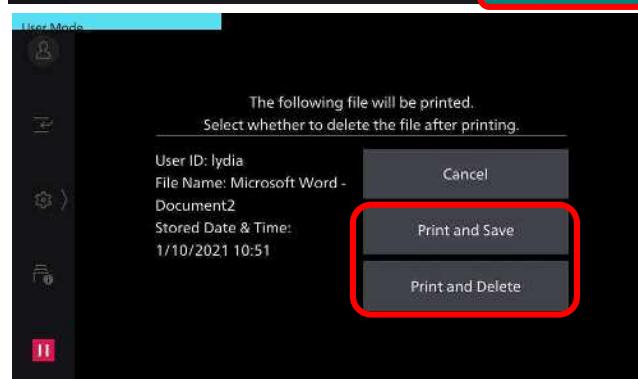 User Mode
The following file will be printed.
Select whether to delete the file after printing.
User ID: lydia
File Name: Microsoft Word -
Document2
Stored Date & Time:
1/10/2021 10:51
Cancel
Print and Save
Print and Delete